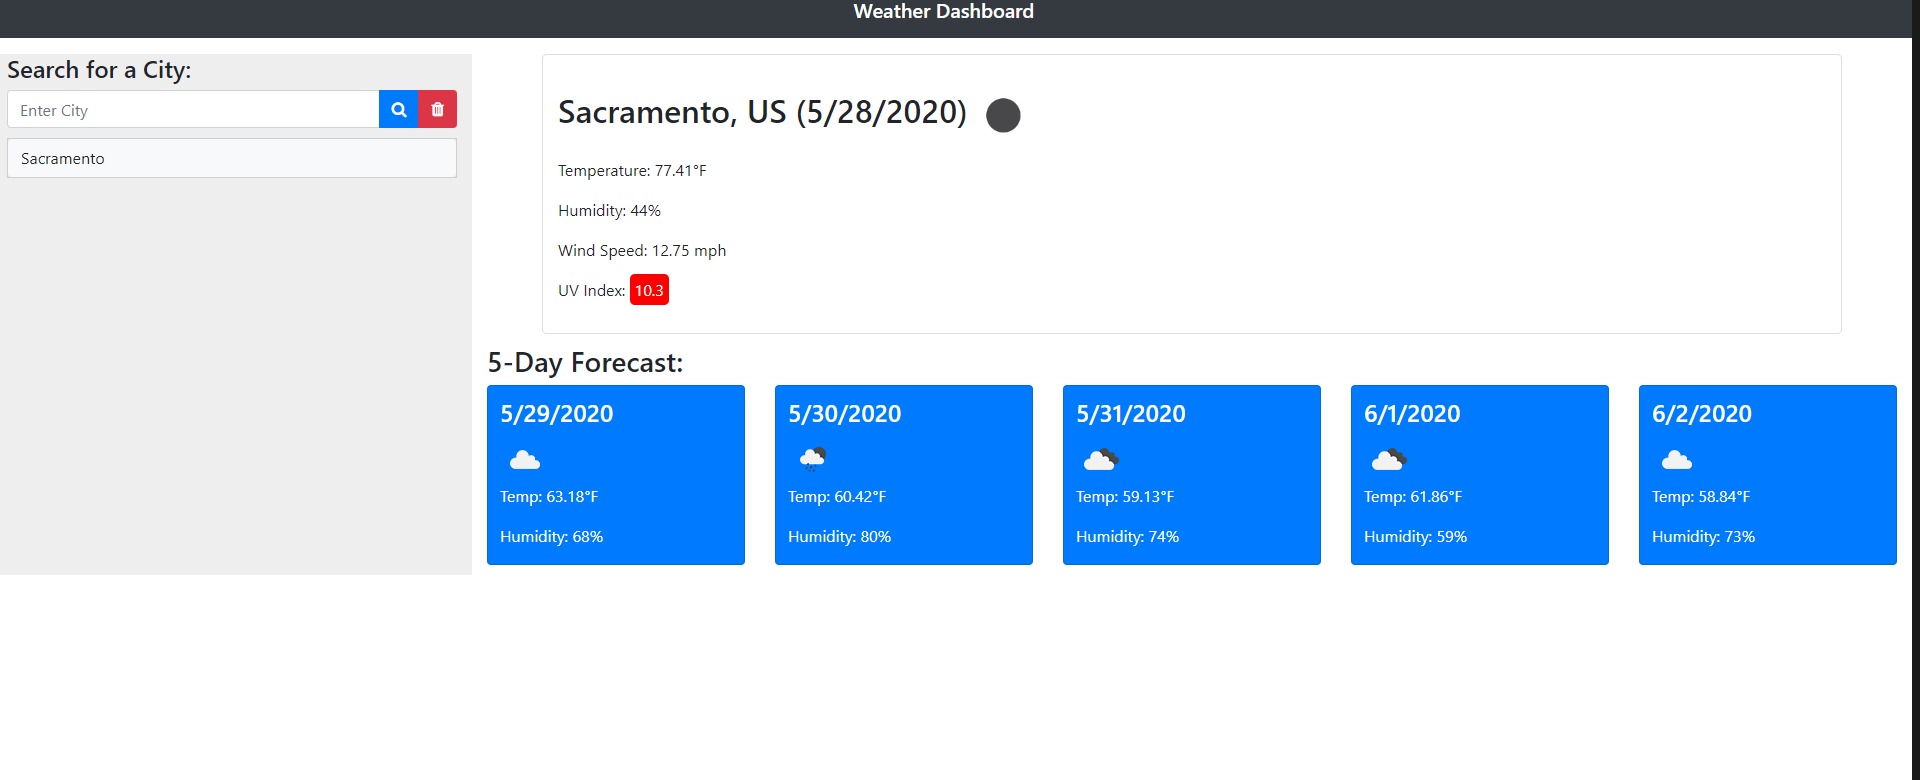 Weather Dashboard
Search for a City:
Enter City
Sacramento
Sacramento, US (5/28/2020)
Temperature: 77.41°F
Humidity: 44%
Wind Speed: 12.75 mph
UV Index: 10.3
5-Day Forecast:
5/29/2020
Temp: 63.18°F
Humidity: 68%
5/30/2020
Temp: 60.42°F
Humidity: 80%
5/31/2020
Temp: 59.13°F
Humidity: 74%
6/1/2020
Temp: 61.86°F
Humidity: 59%
6/2/2020
Temp: 58.84°F
Humidity: 73%